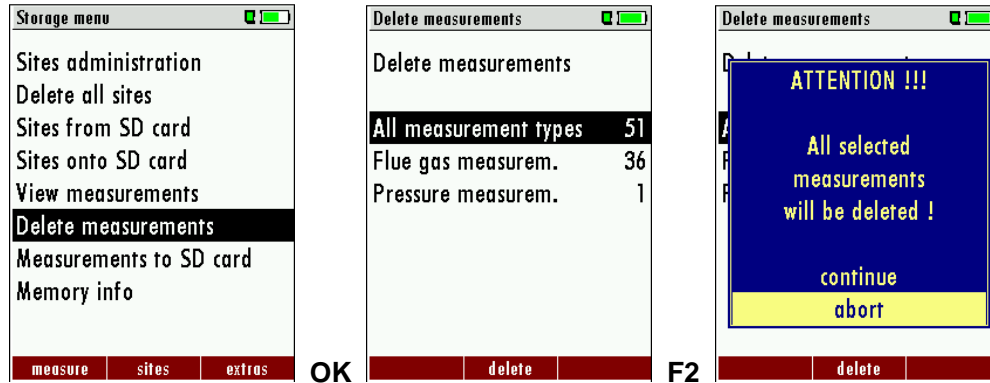 Storage menu
Sites administration
Delete all sites
Sites from SD card
Sites onto SD card
View measurements
Delete measurements
Measurements to SD card
Memory info
measure sites extras
OK
Delete measurements
Delete measurements
All measurement types 51
Flue gas measurem. 36
Pressure measurem. 1
delete
F2
Delete measurements
ATTENTION !!!
All selected
measurements
will be deleted !
continue
abort
delete